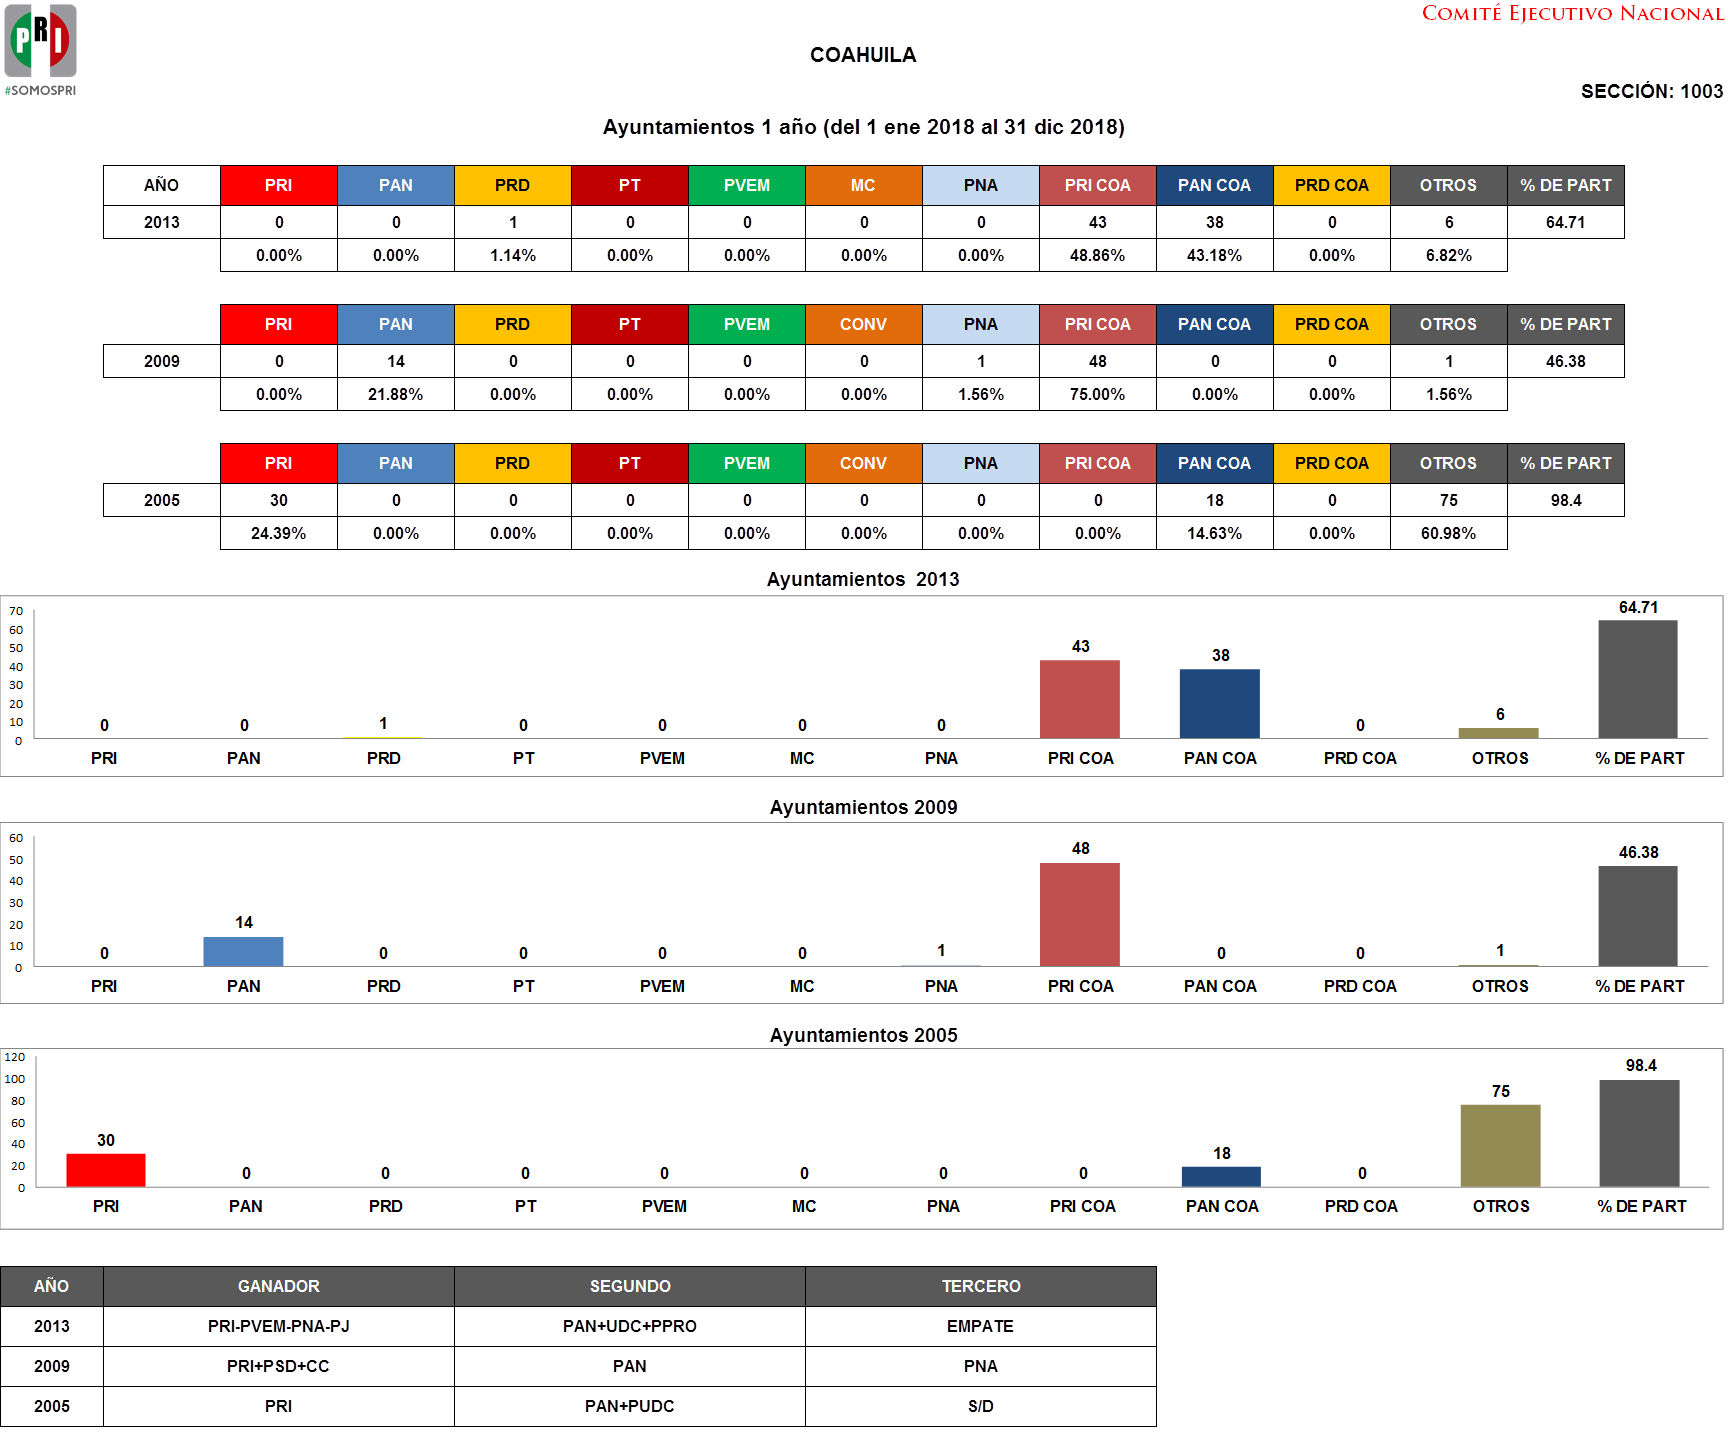 PRI
#SOMOSPRI
COMITÉ EJECUTIVO NACIONAL
COAHUILA
SECCIÓN: 1003
Ayuntamientos 1 año (del 1 ene 2018 al 31 dic 2018)
AÑO PRI PAN PRD PT PVEM MC PNA PRI COA PAN COA PRD COA OTROS % DE PART
2013 0 0 1 0 0 0 0 43 38 0 6 64.71
0.00% 0.00% 1.14% 0.00% 0.00% 0.00% 0.00% 48.86% 43.18% 0.00% 6.82%
PRI PAN PRD PT PVEM CONV PNA PRI COA PAN COA PRD COA OTROS % DE PART
2009 0 14 0 0 0 0 1 48 0 0 1 46.38
0.00% 21.88% 0.00% 0.00% 0.00% 0.00% 1.56% 75.00% 0.00% 0.00% 1.56%
PRI PAN PRD PT PVEM CONV PNA PRI COA PAN COA PRD COA OTROS % DE PART
2005 30 0 0 0 0 0 0 0 18 0 75 98.4
24.39% 0.00% 0.00% 0.00% 0.00% 0.00% 0.00% 0.00% 14.63% 0.00% 60.98%
Ayuntamientos 2013
70
60
50
40
30
20
10
0
0 0 1 0 0 0 0 43 38 0 6 64.71
PRI PAN PRD PT PVEM MC PNA PRI COA PAN COA PRD COA OTROS % DE PART
Ayuntamientos 2009
60
50
40
30
20
10
0
0 14 0 0 0 0 1 48 0 0 1 46.38
PRI PAN PRD PT PVEM MC PNA PRI COA PAN COA PRD COA OTROS % DE PART
Ayuntamientos 2005
120
100
80
60
40
20
0
30 0 0 0 0 0 0 0 18 0 75 98.4
PRI PAN PRD PT PVEM MC PNA PRI COA PAN COA PRD COA OTROS % DE PART
AÑO GANADOR SEGUNDO TERCERO
2013 PRI-PVEM-PNA-PJ PAN+UDC+PPRO EMPATE
2009 PRI+PSD+CC PAN PNA
2005 PRI PAN+PUDC S/D